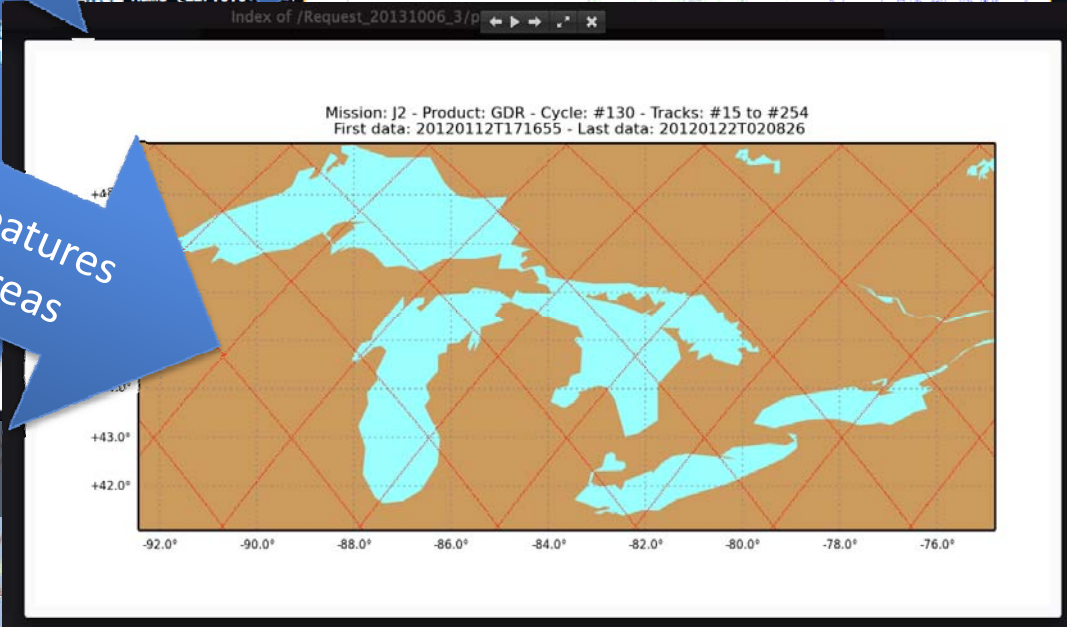 Index of /Request_20131006_3/p
Mission: J2 - Product: GDR - Cycle: #130 - Tracks: #15 to #254
First data: 20120112T171655 - Last data: 20120122T020826
+43.0°
+42.0°
-92.0° -90.0° -88.0° -86.0° -84.0° -82.0° -80.0° -78.0° -76.0°